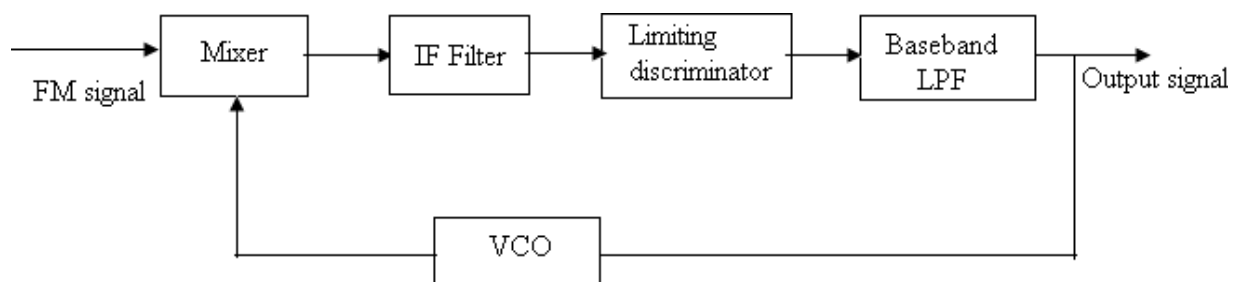 Mixer
IF Filter
Limiting
discriminator
Baseband
LPF
FM signal
Output signal
VCO